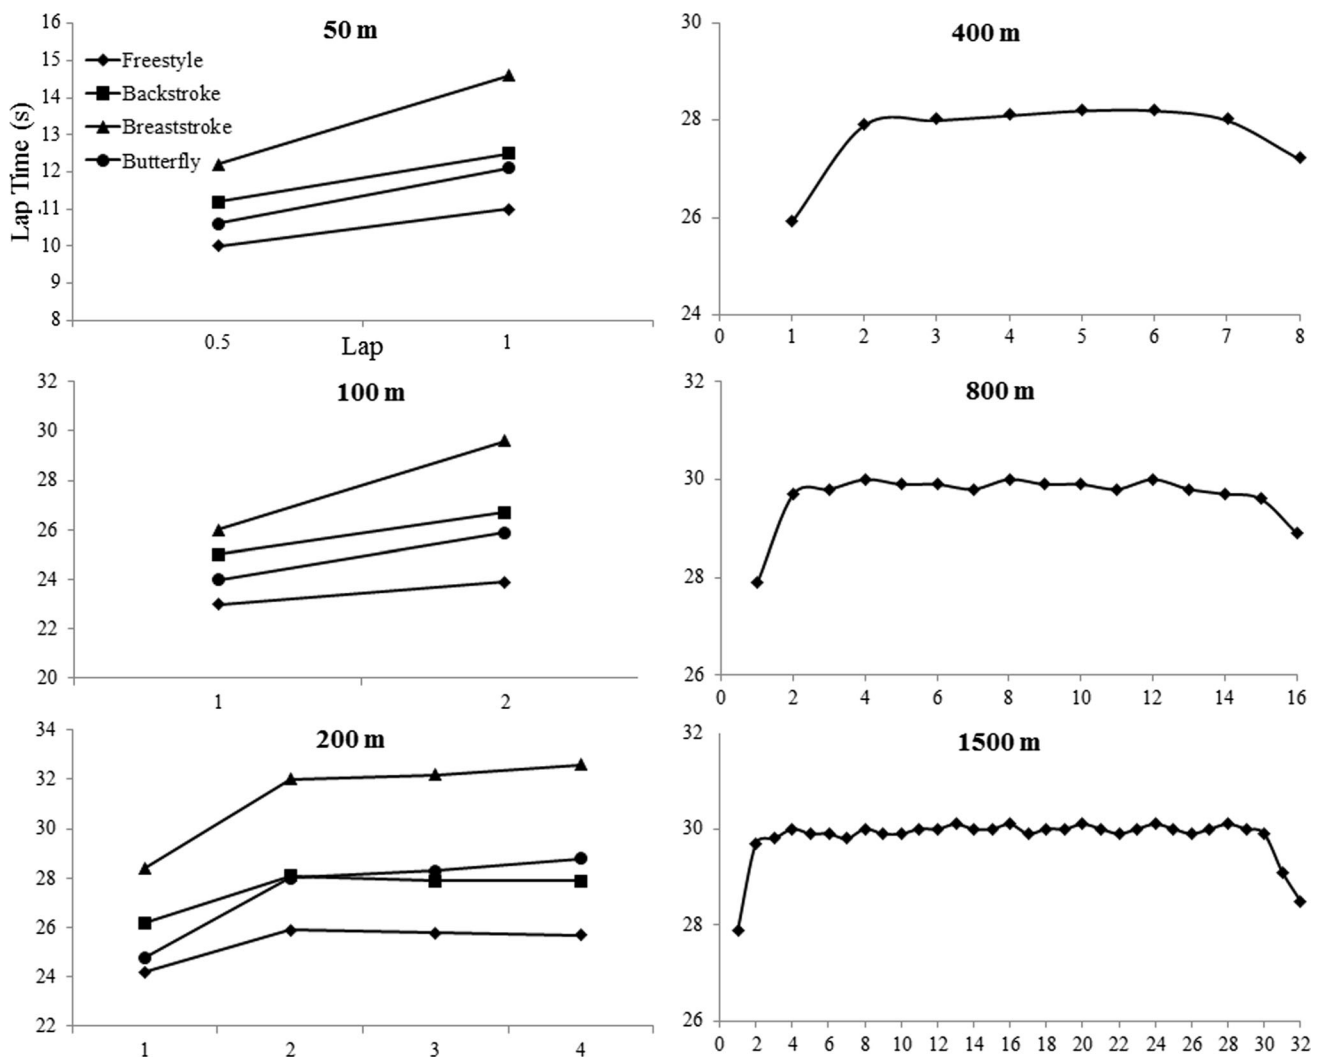 50 m
16
15
14
13
12
11
10
9
8
Lap Time (s)
Freestyle
Backstroke
Breaststroke
Butterfly
0.5 1
Lap
400 m
30
28
26
24
0 1 2 3 4 5 6 7 8
100 m
32
30
28
26
24
22
20
1 2
800 m
32
30
28
26
0 2 4 6 8 10 12 14 16
200 m
34
32
30
28
26
24
22
1 2 3 4
1500 m
32
30
28
26
0 2 4 6 8 10 12 14 16 18 20 22 24 26 28 30 32